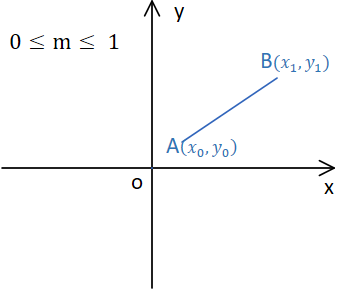 y
0 ≤ m ≤ 1
B(x₁, y₁)
A(x₀, y₀)
o
x